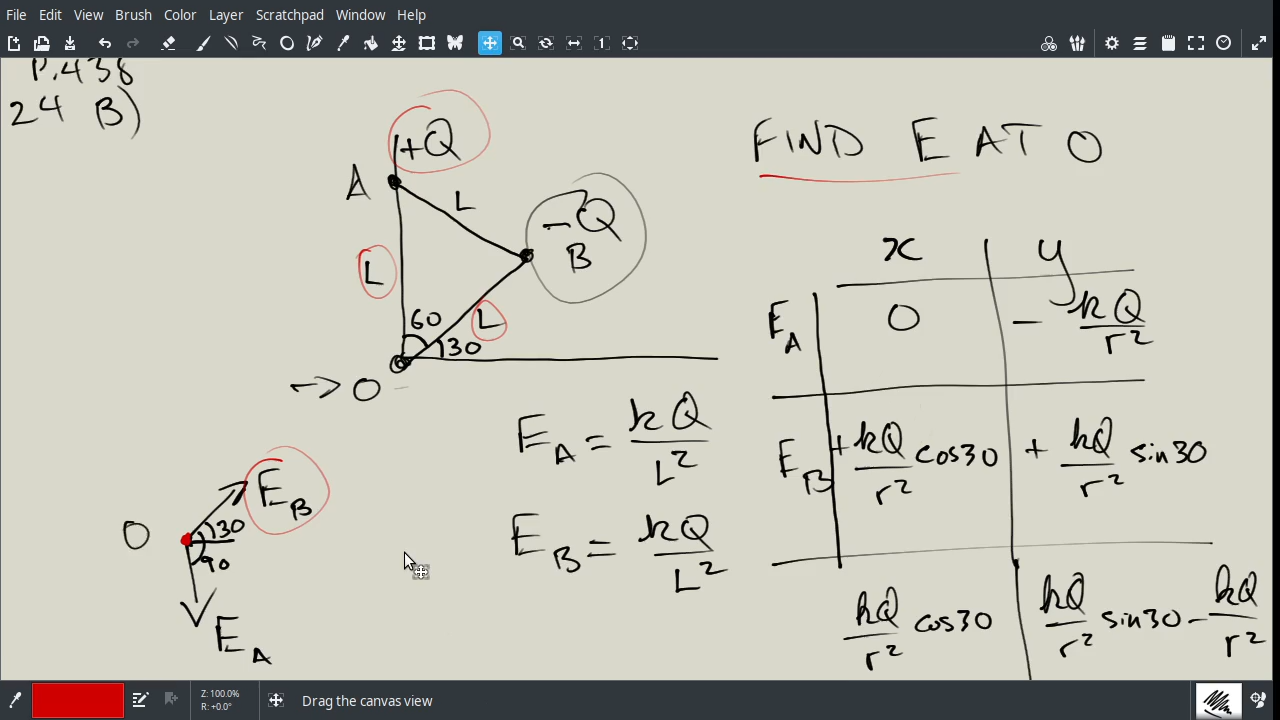 File Edit View Brush Color Layer Scratchpad Window Help
P.438
24 B)
+Q
A
L
-Q
B
L
L
60
30
→ O
FIND E AT O
x y
E_A 0 - kQ/r²
E_B +kQ/r² cos30 + kQ/r² sin30
kQ/r² cos30 kQ/r² sin30 - kQ/r²
E_A = kQ/L²
E_B = kQ/L²
E_B
O
30
90
E_A
Z: 100.0%
R: +0.0°
Drag the canvas view